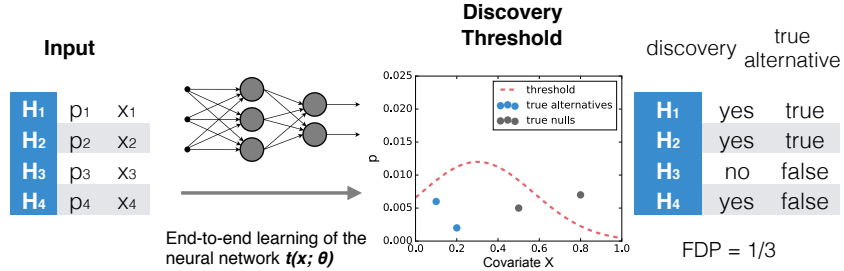 Input
H1 p1 x1
H2 p2 x2
H3 p3 x3
H4 p4 x4
End-to-end learning of the
neural network t(x; θ)
Discovery
Threshold
0.025
0.020
0.015
0.010
0.005
0.000
p
threshold
true alternatives
true nulls
0.0 0.2 0.4 0.6 0.8 1.0
Covariate X
discovery true
alternative
H1 yes true
H2 yes true
H3 no false
H4 yes false
FDP = 1/3